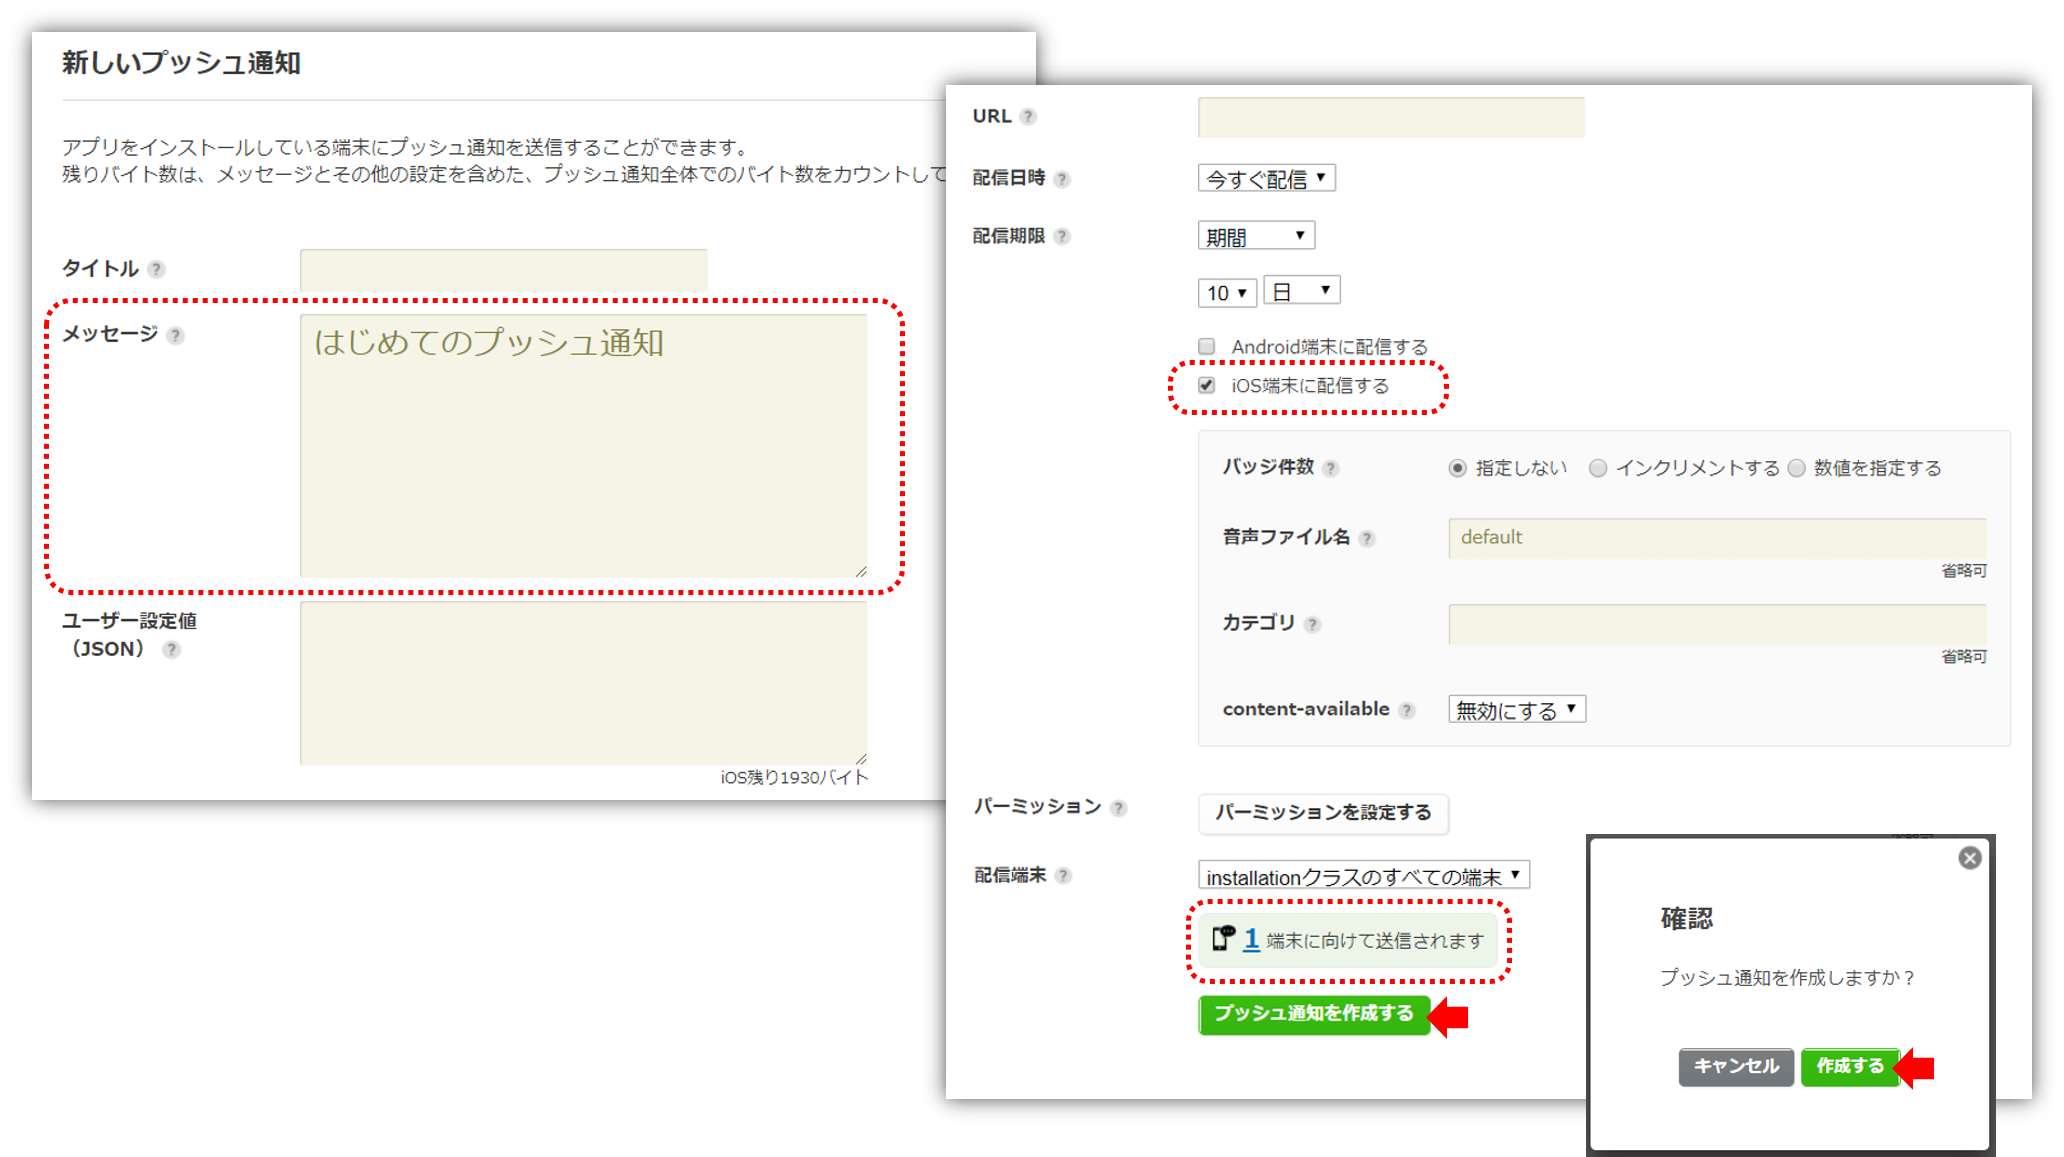 新しいプッシュ通知
アプリをインストールしている端末にプッシュ通知を送信することができます。
残りバイト数は、メッセージとその他の設定を含めた、プッシュ通知全体でのバイト数をカウントして
タイトル ?
メッセージ ?
はじめてのプッシュ通知
ユーザー設定値
（JSON） ?
iOS残り1930バイト
URL ?
配信日時 ? 今すぐ配信 ▼
配信期限 ? 期間 ▼
10 ▼ 日 ▼
Android端末に配信する
iOS端末に配信する
バッジ件数 ? 指定しない インクリメントする 数値を指定する
音声ファイル名 ? default
省略可
カテゴリ ?
省略可
content-available ? 無効にする ▼
パーミッション ? パーミッションを設定する
配信端末 ? installationクラスのすべての端末 ▼
1 端末に向けて送信されます
プッシュ通知を作成する
確認
プッシュ通知を作成しますか？
キャンセル 作成する